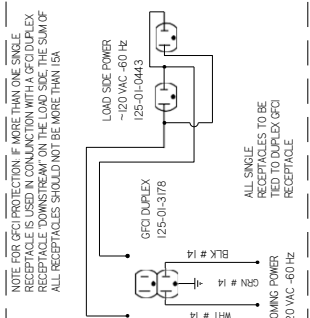 NOTE FOR GFCI PROTECTION: IF MORE THAN ONE SINGLE
RECEPTACLE IS USED IN CONJUNCTION WITH A GFCI DUPLEX
RECEPTACLE "DOWNSTREAM" ON THE LOAD SIDE, THE SUM OF
ALL RECEPTACLES SHOULD NOT BE MORE THAN 15A
LOAD SIDE POWER
~120 VAC ~60 Hz
125-01-0443
GFCI DUPLEX
125-01-3178
ALL SINGLE
RECEPTACLES TO BE
TIED TO DUPLEX GFCI
RECEPTACLE
BLK # 14
GRN # 14
WHT # 14
OMING POWER
20 VAC ~60 Hz